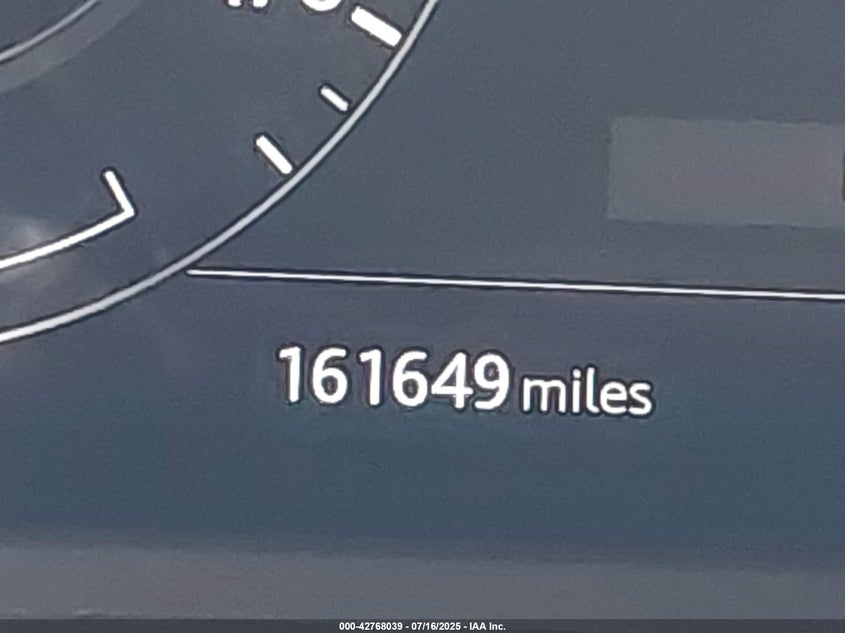 161649 miles
000-42768039 - 07/16/2025 - IAA Inc.